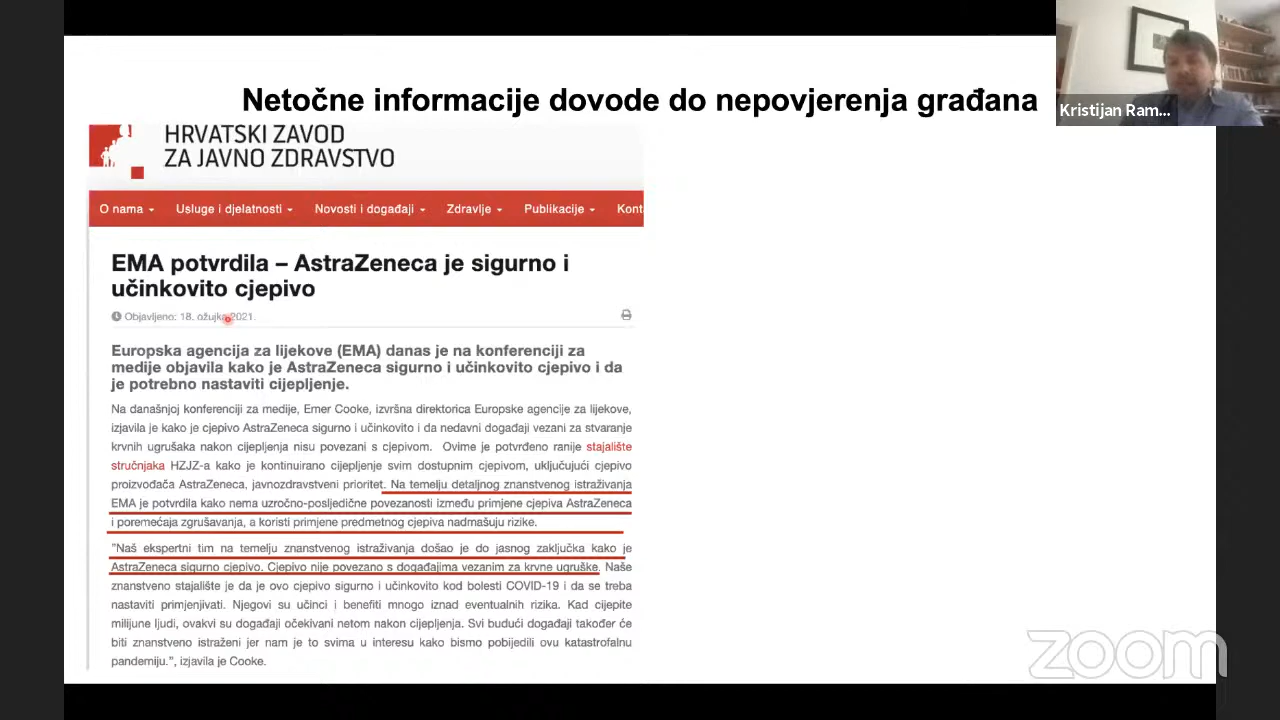 Netočne informacije dovode do nepovjerenja građana
Kristijan Ram...
HRVATSKI ZAVOD
ZA JAVNO ZDRAVSTVO
O nama Usluge i djelatnosti Novosti i događaji Zdravlje Publikacije Kont
EMA potvrdila – AstraZeneca je sigurno i
učinkovito cjepivo
Objavljeno: 18. ožujka 2021.
Europska agencija za lijekove (EMA) danas je na konferenciji za
medije objavila kako je AstraZeneca sigurno i učinkovito cjepivo i da
je potrebno nastaviti cijepljenje.
Na današnjoj konferenciji za medije, Emer Cooke, izvršna direktorica Europske agencije za lijekove,
izjavila je kako je cjepivo AstraZeneca sigurno i učinkovito i da nedavni događaji vezani za stvaranje
krvnih ugrušaka nakon cijepljenja nisu povezani s cjepivom. Ovime je potvrđeno ranije stajalište
stručnjaka HZJZ-a kako je kontinuirano cijepljenje svim dostupnim cjepivom, uključujući cjepivo
proizvođača AstraZeneca, javnozdravstveni prioritet. Na temelju detaljnog znanstvenog istraživanja
EMA je potvrdila kako nema uzročno-posljedične povezanosti između primjene cjepiva AstraZeneca
i poremećaja zgrušavanja, a koristi primjene predmetnog cjepiva nadmašuju rizike.
"Naš ekspertni tim na temelju znanstvenog istraživanja došao je do jasnog zaključka kako je
AstraZeneca sigurno cjepivo. Cjepivo nije povezano s događajima vezanim za krvne ugruške. Naše
znanstveno stajalište je da je ovo cjepivo sigurno i učinkovito kod bolesti COVID-19 i da se treba
nastaviti primjenjivati. Njegovi su učinci i benefiti mnogo iznad eventualnih rizika. Kad cijepite
milijune ljudi, ovakvi su događaji očekivani netom nakon cijepljenja. Svi budući događaji također će
biti znanstveno istraženi jer nam je to svima u interesu kako bismo pobijedili ovu katastrofalnu
pandemiju.", izjavila je Cooke.
zoom